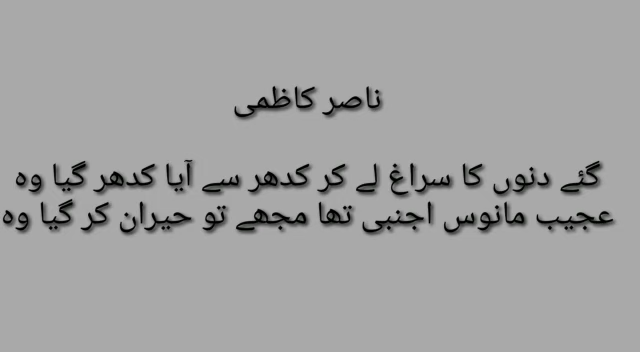 ناصر کاظمی
گئے دنوں کا سراغ لے کر کدھر سے آیا کدھر گیا وہ
عجیب مانوس اجنبی تھا مجھے تو حیران کر گیا وہ